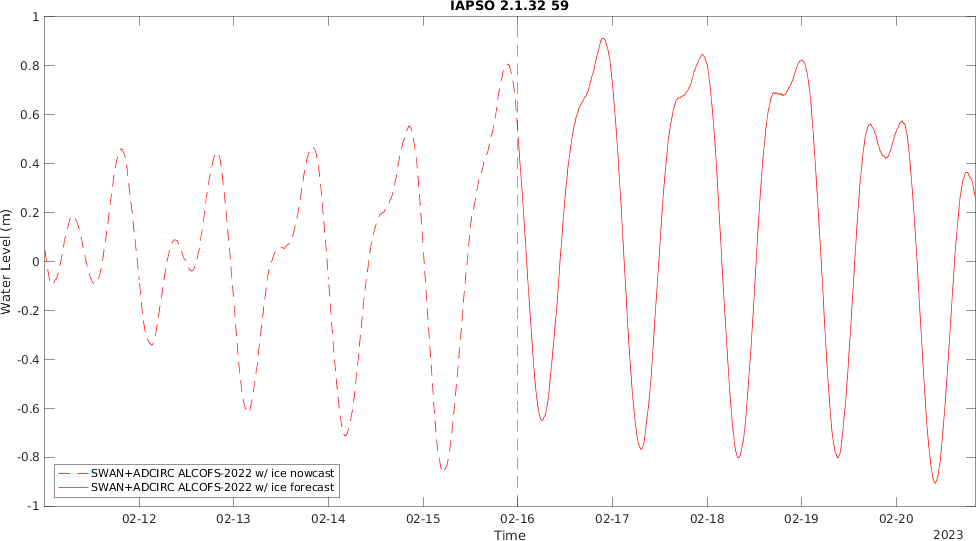 IAPSO 2.1.32 59
1
0.8
0.6
0.4
0.2
0
-0.2
-0.4
-0.6
-0.8
-1
Water Level (m)
SWAN+ADCIRC ALCOFS-2022 w/ ice nowcast
SWAN+ADCIRC ALCOFS-2022 w/ ice forecast
02-12 02-13 02-14 02-15 02-16 02-17 02-18 02-19 02-20
Time
2023